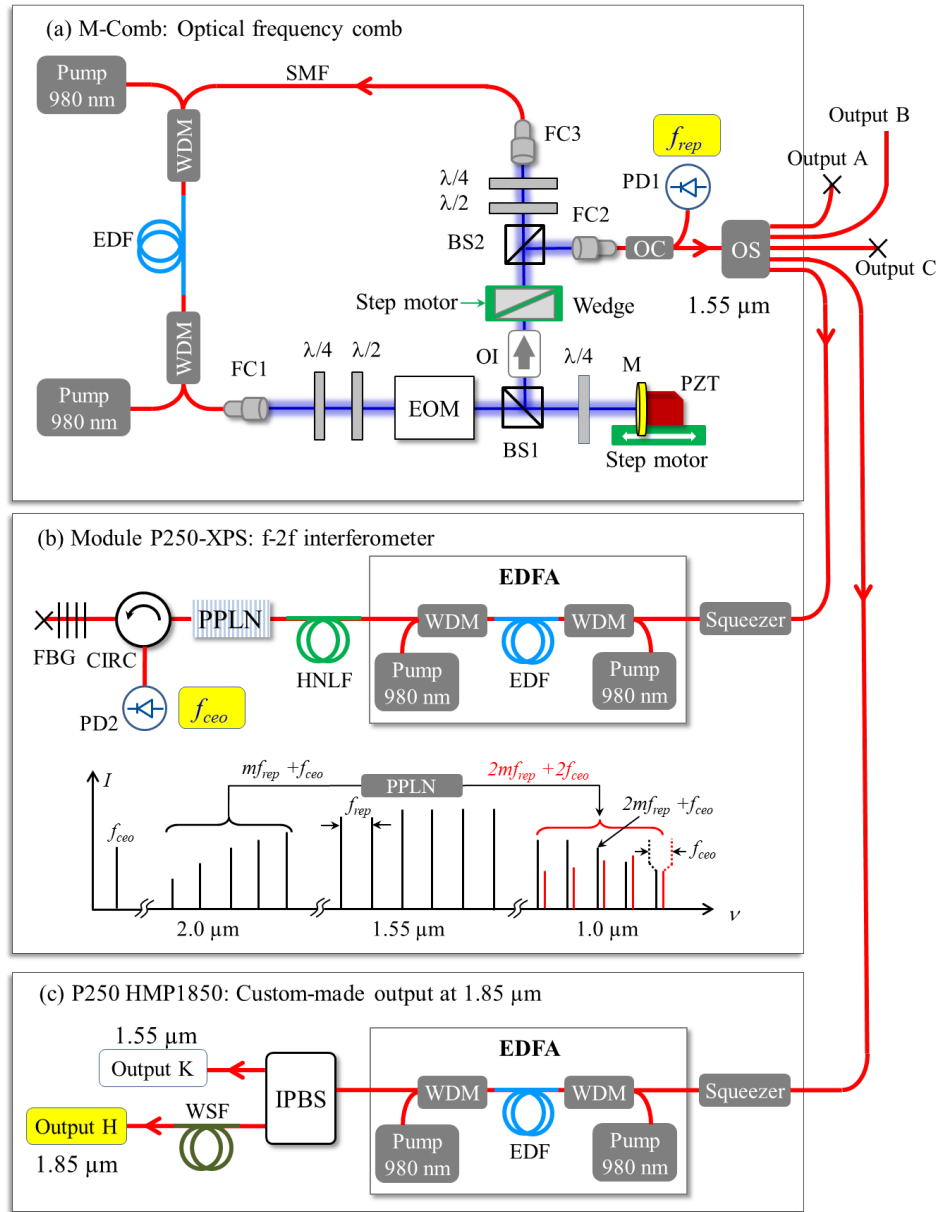 (a) M-Comb: Optical frequency comb
Pump
980 nm
SMF
WDM
FC3
f_rep
Output B
Output A
PD1
λ/4
λ/2
FC2
EDF
BS2
OC
OS
Output C
1.55 µm
Step motor
Wedge
WDM
OI
λ/4
λ/4
λ/2
FC1
M
PZT
EOM
Pump
980 nm
BS1
Step motor
(b) Module P250-XPS: f-2f interferometer
EDFA
PPLN
WDM
WDM
Squeezer
FBG
CIRC
HNLF
Pump
980 nm
EDF
Pump
980 nm
PD2
f_ceo
I
mf_rep +f_ceo
PPLN
2mf_rep +2f_ceo
f_rep
2mf_rep +f_ceo
f_ceo
f_ceo
2.0 µm
1.55 µm
1.0 µm
ν
(c) P250 HMP1850: Custom-made output at 1.85 µm
EDFA
1.55 µm
Output K
IPBS
WDM
WDM
Squeezer
WSF
Output H
1.85 µm
Pump
980 nm
EDF
Pump
980 nm